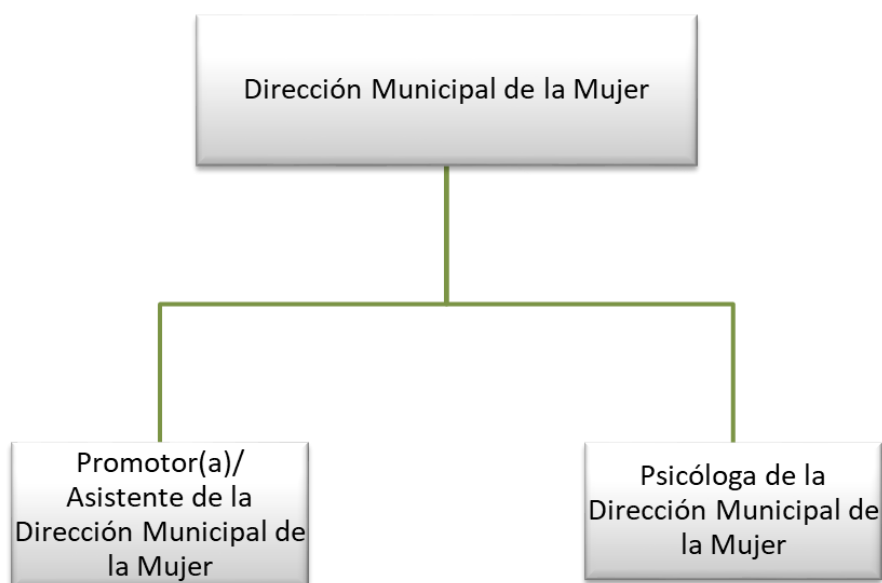 Dirección Municipal de la Mujer
Promotor(a)/
Asistente de la
Dirección Municipal de
la Mujer
Psicóloga de la
Dirección Municipal de
la Mujer